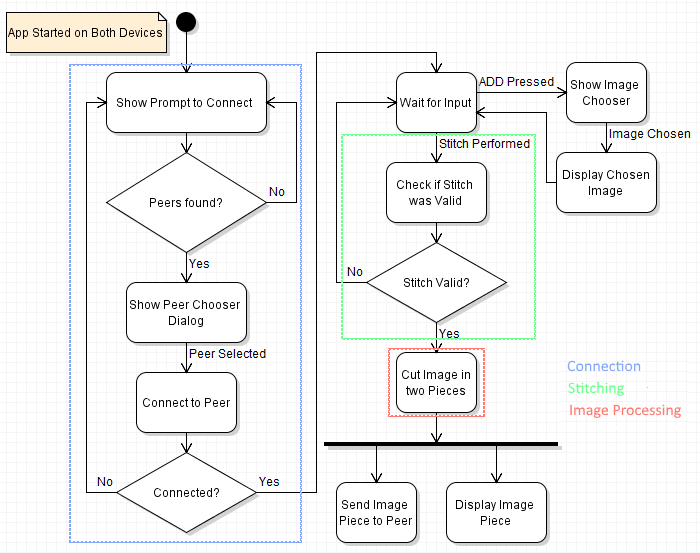 App Started on Both Devices
Show Prompt to Connect
Peers found?
No
Yes
Show Peer Chooser
Dialog
Peer Selected
Connect to Peer
Connected?
No
Yes
Wait for Input
ADD Pressed
Show Image
Chooser
Image Chosen
Display Chosen
Image
Stitch Performed
Check if Stitch
was Valid
Stitch Valid?
No
Yes
Cut Image in
two Pieces
Send Image
Piece to Peer
Display Image
Piece
Connection
Stitching
Image Processing